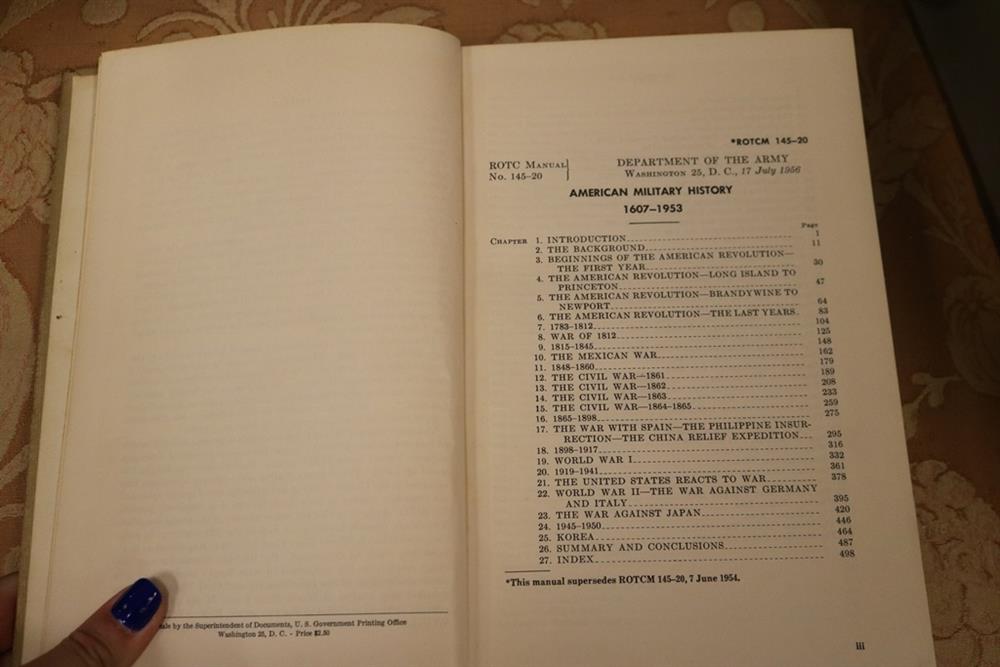 ale by the Superintendent of Documents, U. S. Government Printing Office
Washington 25, D. C. - Price $2.50
*ROTCM 145-20
ROTC MANUAL
No. 145-20
DEPARTMENT OF THE ARMY
WASHINGTON 25, D. C., 17 July 1956
AMERICAN MILITARY HISTORY
1607-1953
Page
CHAPTER 1. INTRODUCTION 1
2. THE BACKGROUND 11
3. BEGINNINGS OF THE AMERICAN REVOLUTION—
THE FIRST YEAR 30
4. THE AMERICAN REVOLUTION—LONG ISLAND TO
PRINCETON 47
5. THE AMERICAN REVOLUTION—BRANDYWINE TO
NEWPORT 64
6. THE AMERICAN REVOLUTION—THE LAST YEARS 83
7. 1783-1812 104
8. WAR OF 1812 125
9. 1815-1845 148
10. THE MEXICAN WAR 162
11. 1848-1860 179
12. THE CIVIL WAR—1861 189
13. THE CIVIL WAR—1862 208
14. THE CIVIL WAR—1863 233
15. THE CIVIL WAR—1864-1865 259
16. 1865-1898 275
17. THE WAR WITH SPAIN—THE PHILIPPINE INSUR-
RECTION—THE CHINA RELIEF EXPEDITION 295
18. 1898-1917 316
19. WORLD WAR I 332
20. 1919-1941 361
21. THE UNITED STATES REACTS TO WAR 378
22. WORLD WAR II—THE WAR AGAINST GERMANY
AND ITALY 395
23. THE WAR AGAINST JAPAN 420
24. 1945-1950 446
25. KOREA 464
26. SUMMARY AND CONCLUSIONS 487
27. INDEX 498
*This manual supersedes ROTCM 145-20, 7 June 1954.
iii